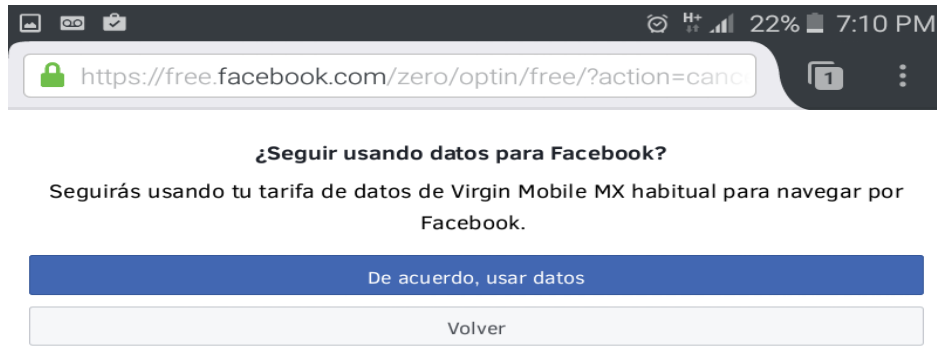 H+ 22% 7:10 PM
https://free.facebook.com/zero/optin/free/?action=canc
1
¿Seguir usando datos para Facebook?
Seguirás usando tu tarifa de datos de Virgin Mobile MX habitual para navegar por
Facebook.
De acuerdo, usar datos
Volver